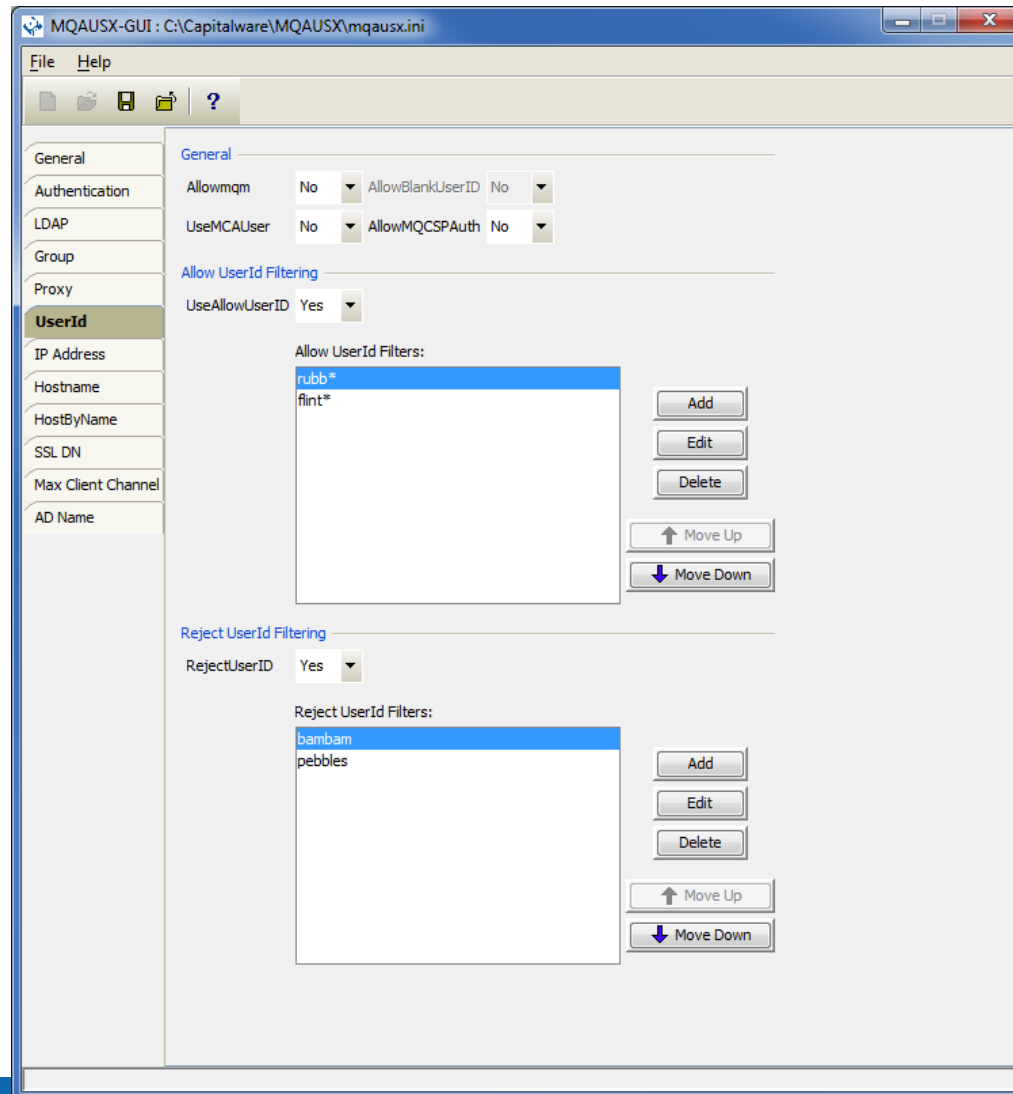 MQAUSX-GUI : C:\Capitalware\MQAUSX\mqausx.ini
File Help
?
General
Authentication
LDAP
Group
Proxy
UserId
IP Address
Hostname
HostByName
SSL DN
Max Client Channel
AD Name
General
Allowmqm No AllowBlankUserID No
UseMCAUser No AllowMQCSPAuth No
Allow UserId Filtering
UseAllowUserID Yes
Allow UserId Filters:
rubb*
flint*
Add
Edit
Delete
Move Up
Move Down
Reject UserId Filtering
RejectUserID Yes
Reject UserId Filters:
bambam
pebbles
Add
Edit
Delete
Move Up
Move Down